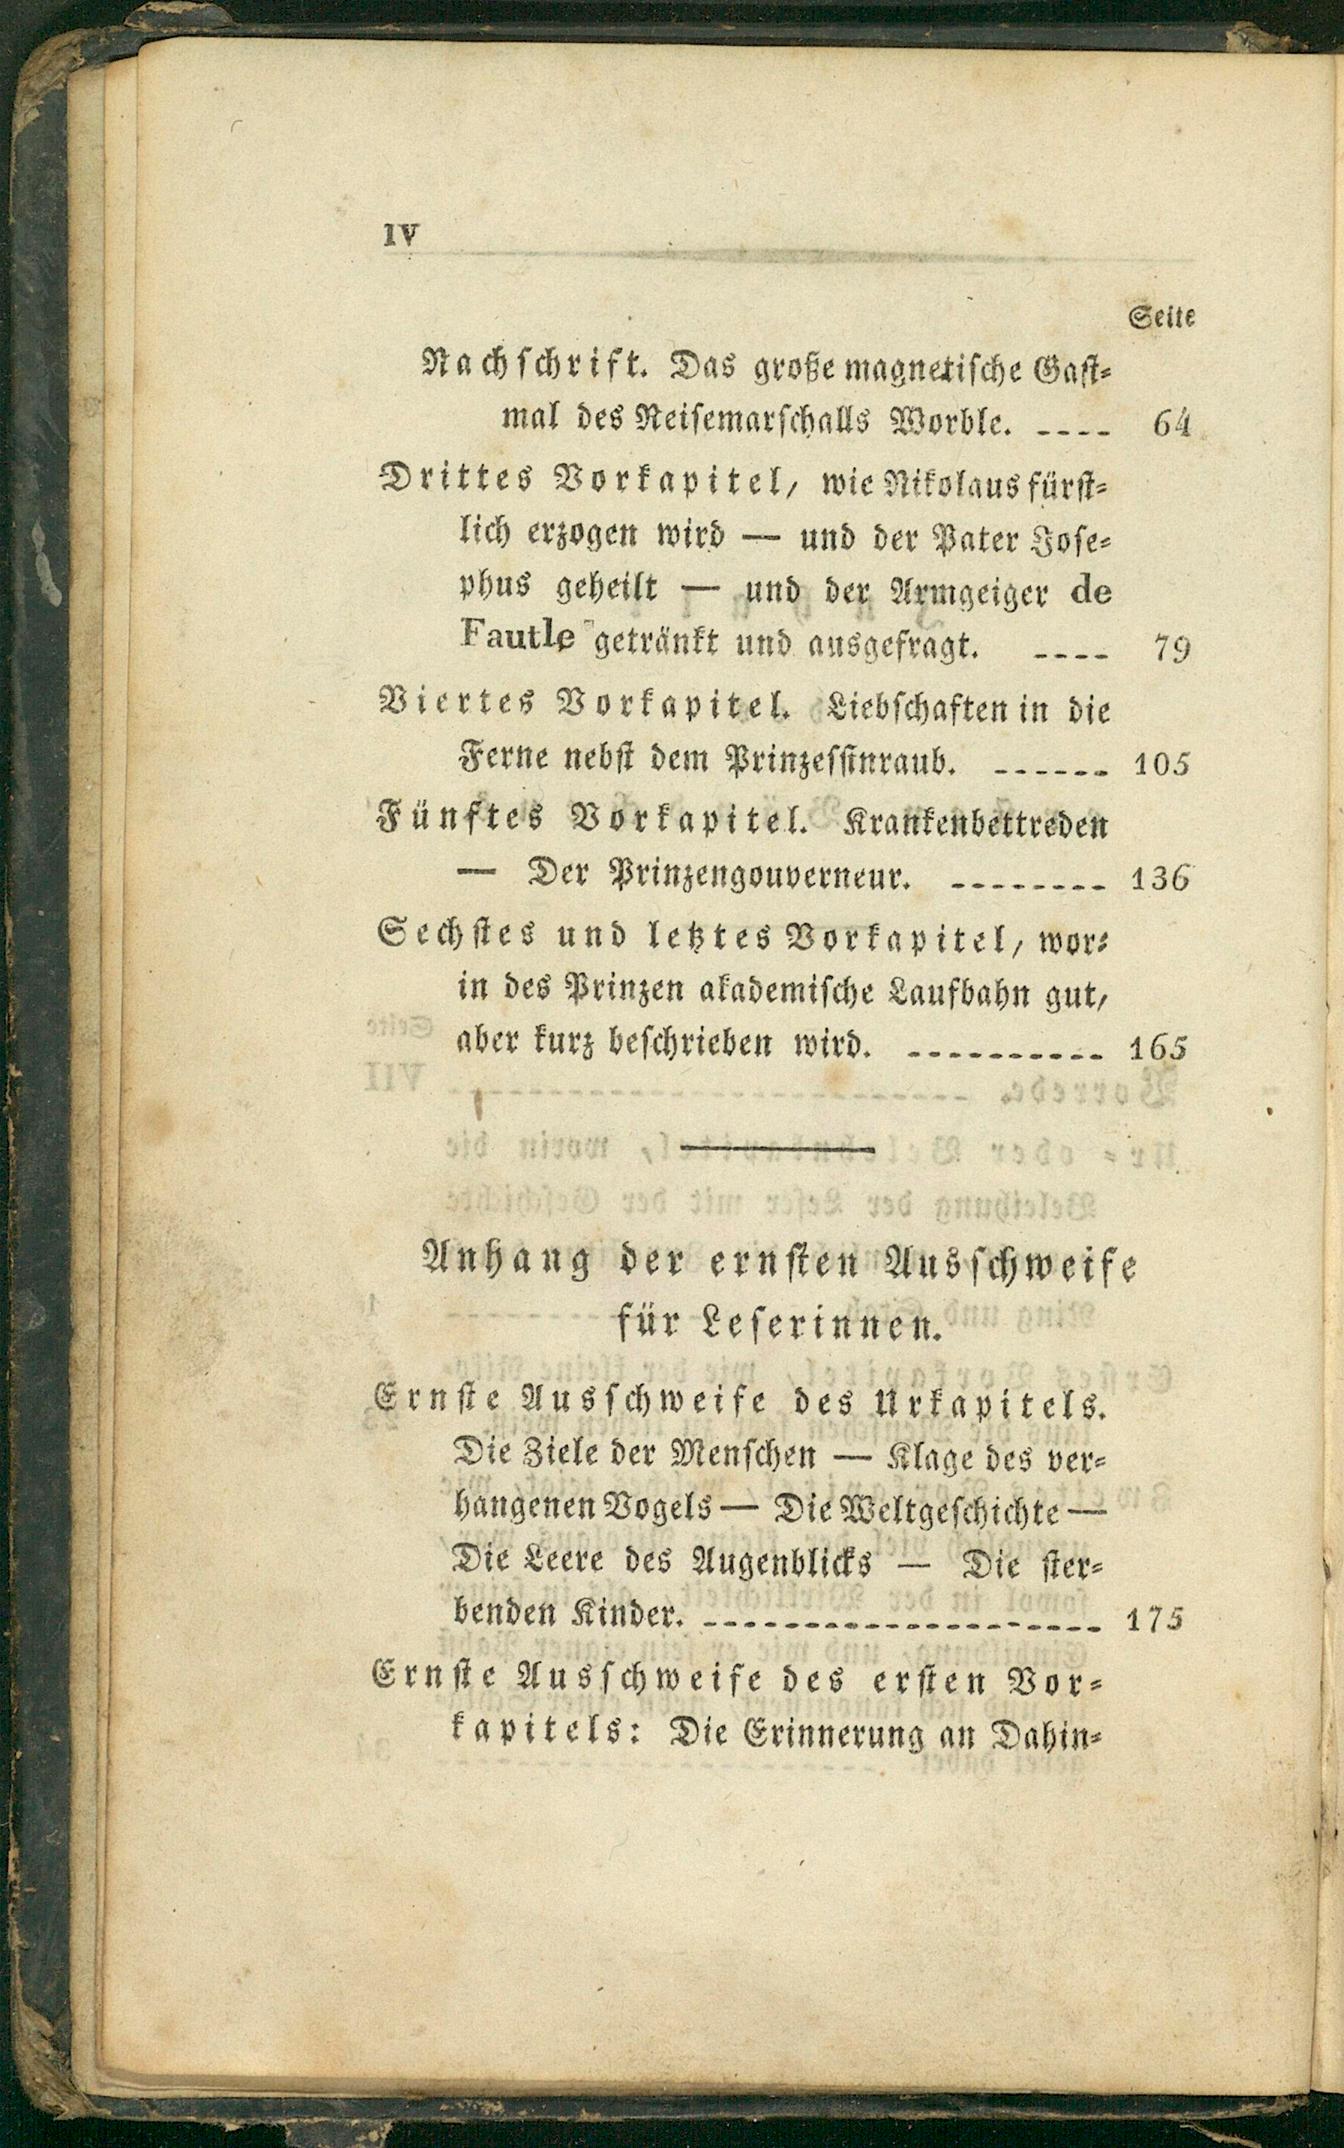 IV
Seite
Nachschrift. Das große magnetische Gast-
mal des Reisemarschalls Worble. ---- 64
Drittes Vorkapitel, wie Nikolaus fürst-
lich erzogen wird — und der Pater Jose-
phus geheilt — und der Armgeiger de
Fautle getränkt und ausgefragt. ---- 79
Viertes Vorkapitel. Liebschaften in die
Ferne nebst dem Prinzessinraub. ------ 105
Fünftes Vorkapitel. Krankenbettreden
— Der Prinzengouverneur. -------- 136
Sechstes und letztes Vorkapitel, wor-
in des Prinzen akademische Laufbahn gut,
aber kurz beschrieben wird. ---------- 165
Anhang der ernsten Ausschweife
für Leserinnen.
Ernste Ausschweife des Urkapitels.
Die Ziele der Menschen — Klage des ver-
hangenen Vogels — Die Weltgeschichte —
Die Leere des Augenblicks — Die ster-
benden Kinder. -------------------- 175
Ernste Ausschweife des ersten Vor-
kapitels: Die Erinnerung an Dahin-